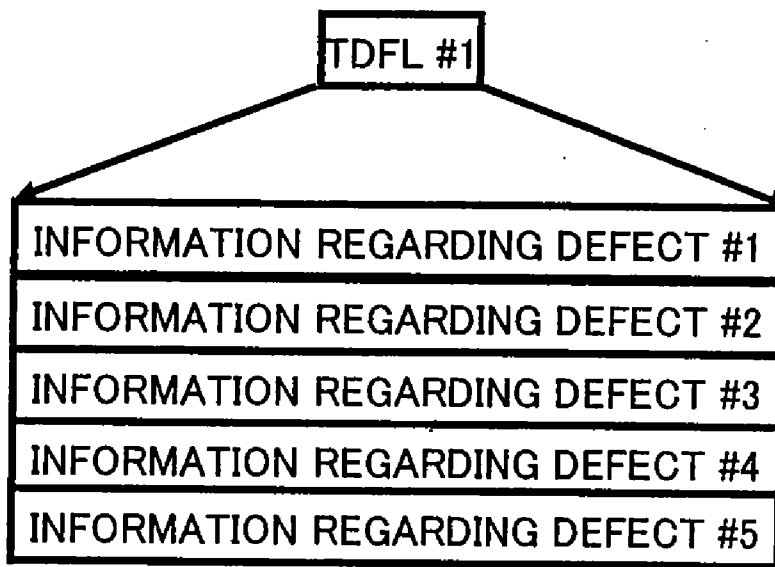 TDFL #1
INFORMATION REGARDING DEFECT #1
INFORMATION REGARDING DEFECT #2
INFORMATION REGARDING DEFECT #3
INFORMATION REGARDING DEFECT #4
INFORMATION REGARDING DEFECT #5